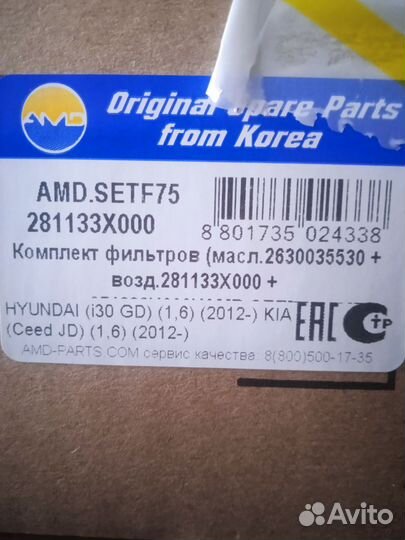 AMD
Original Spare Parts
from Korea
AMD.SETF75
281133X000
8 801735 024338
Комплект фильтров (масл.2630035530 +
возд.281133X000 +
HYUNDAI (i30 GD) (1,6) (2012-) KIA
(Ceed JD) (1,6) (2012-)
EAC
тР
AMD-PARTS.COM сервис качества: 8(800)500-17-35
Avito